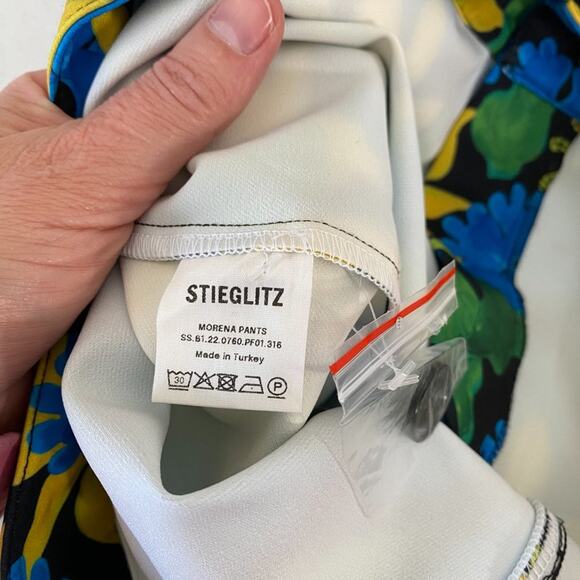 STIEGLITZ
MORENA PANTS
SS.61.22.0760.PF01.316
Made in Turkey
30
P